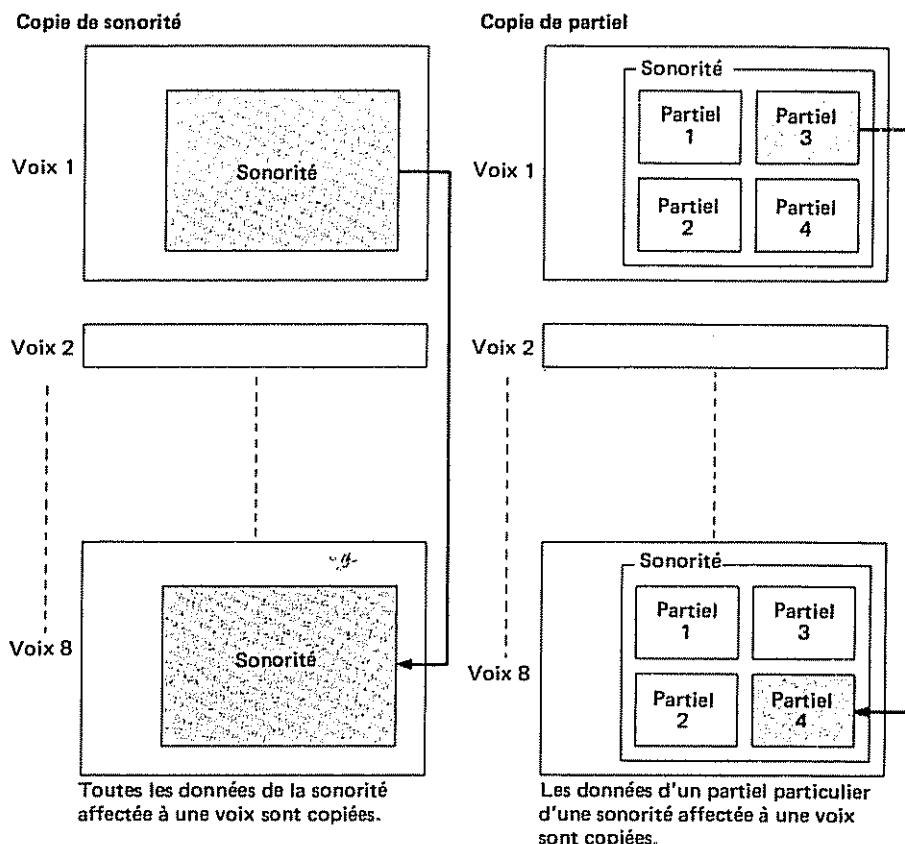 Copie de sonorité
Voix 1
Sonorité
Voix 2
Voix 8
Sonorité
Toutes les données de la sonorité
affectée à une voix sont copiées.
Copie de partiel
Voix 1
Sonorité
Partiel
1
Partiel
3
Partiel
2
Partiel
4
Voix 2
Voix 8
Sonorité
Partiel
1
Partiel
3
Partiel
2
Partiel
4
Les données d'un partiel particulier
d'une sonorité affectée à une voix
sont copiées.